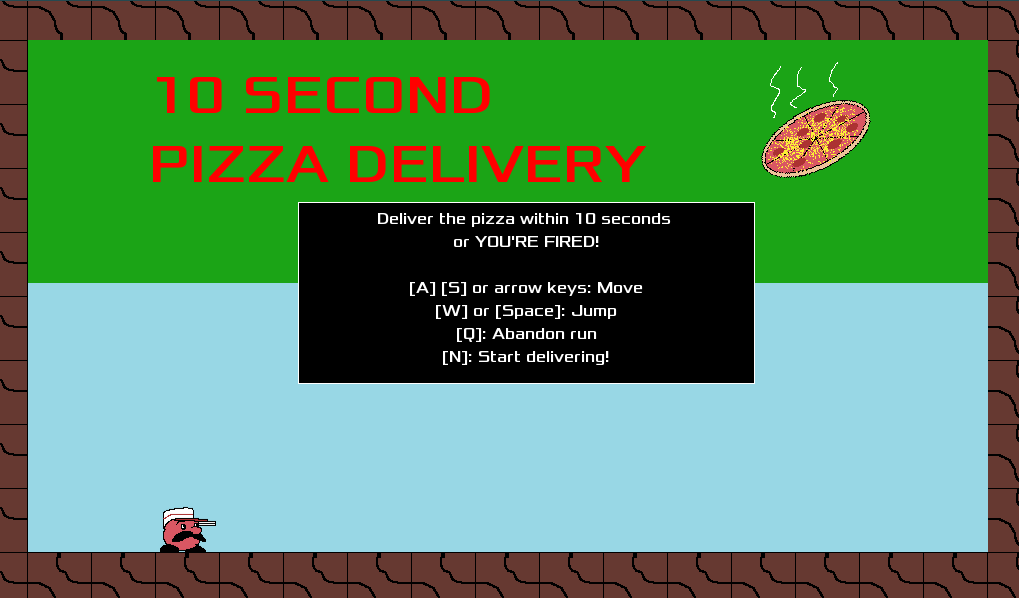 10 SECOND
PIZZA DELIVERY
Deliver the pizza within 10 seconds
or YOU'RE FIRED!
[A] [S] or arrow keys: Move
[W] or [Space]: Jump
[Q]: Abandon run
[N]: Start delivering!